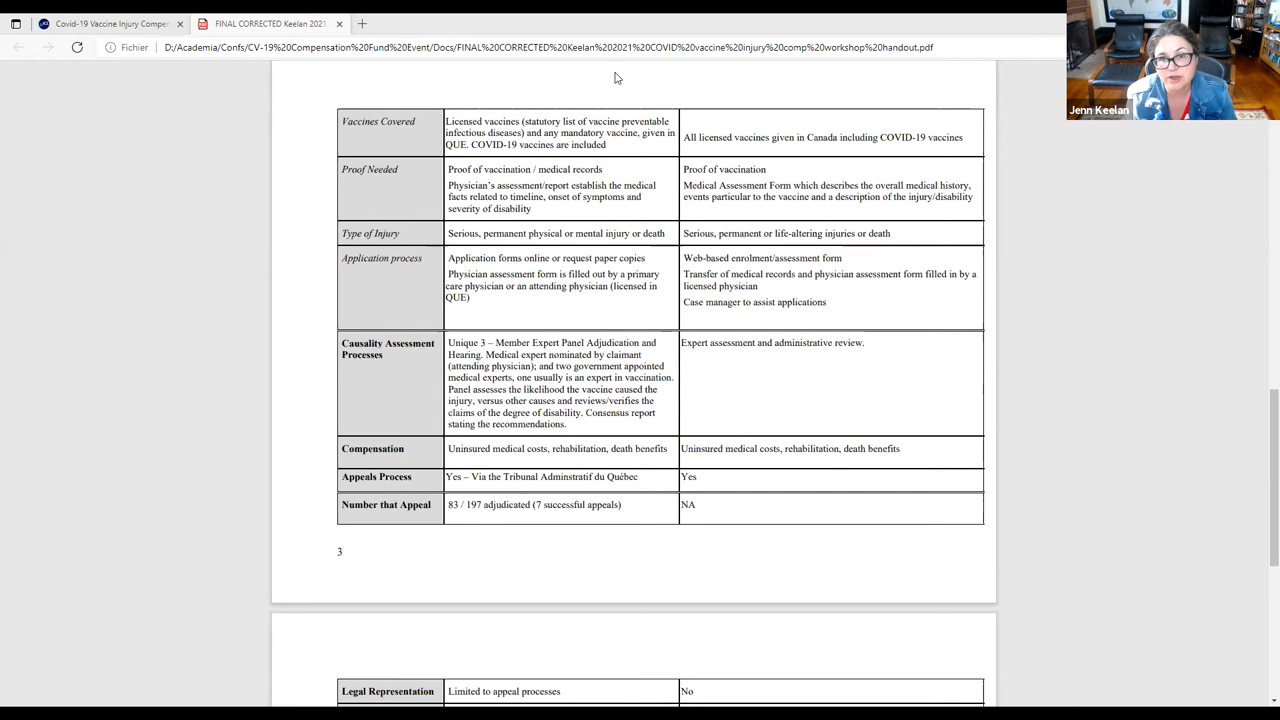 Covid-19 Vaccine Injury Compen
FINAL CORRECTED Keelan 2021
Fichier
D:/Academia/Confs/CV-19%20Compensation%20Fund%20Event/Docs/FINAL%20CORRECTED%20Keelan%202021%20COVID%20vaccine%20injury%20comp%20workshop%20handout.pdf
Jenn Keelan
Vaccines Covered
Licensed vaccines (statutory list of vaccine preventable
infectious diseases) and any mandatory vaccine, given in
QUE. COVID-19 vaccines are included
All licensed vaccines given in Canada including COVID-19 vaccines
Proof Needed
Proof of vaccination / medical records
Physician's assessment/report establish the medical
facts related to timeline, onset of symptoms and
severity of disability
Proof of vaccination
Medical Assessment Form which describes the overall medical history,
events particular to the vaccine and a description of the injury/disability
Type of Injury
Serious, permanent physical or mental injury or death
Serious, permanent or life-altering injuries or death
Application process
Application forms online or request paper copies
Physician assessment form is filled out by a primary
care physician or an attending physician (licensed in
QUE)
Web-based enrolment/assessment form
Transfer of medical records and physician assessment form filled in by a
licensed physician
Case manager to assist applications
Causality Assessment
Processes
Unique 3 – Member Expert Panel Adjudication and
Hearing. Medical expert nominated by claimant
(attending physician); and two government appointed
medical experts, one usually is an expert in vaccination.
Panel assesses the likelihood the vaccine caused the
injury, versus other causes and reviews/verifies the
claims of the degree of disability. Consensus report
stating the recommendations.
Expert assessment and administrative review.
Compensation
Uninsured medical costs, rehabilitation, death benefits
Uninsured medical costs, rehabilitation, death benefits
Appeals Process
Yes – Via the Tribunal Adminstratif du Québec
Yes
Number that Appeal
83 / 197 adjudicated (7 successful appeals)
NA
3
Legal Representation
Limited to appeal processes
No